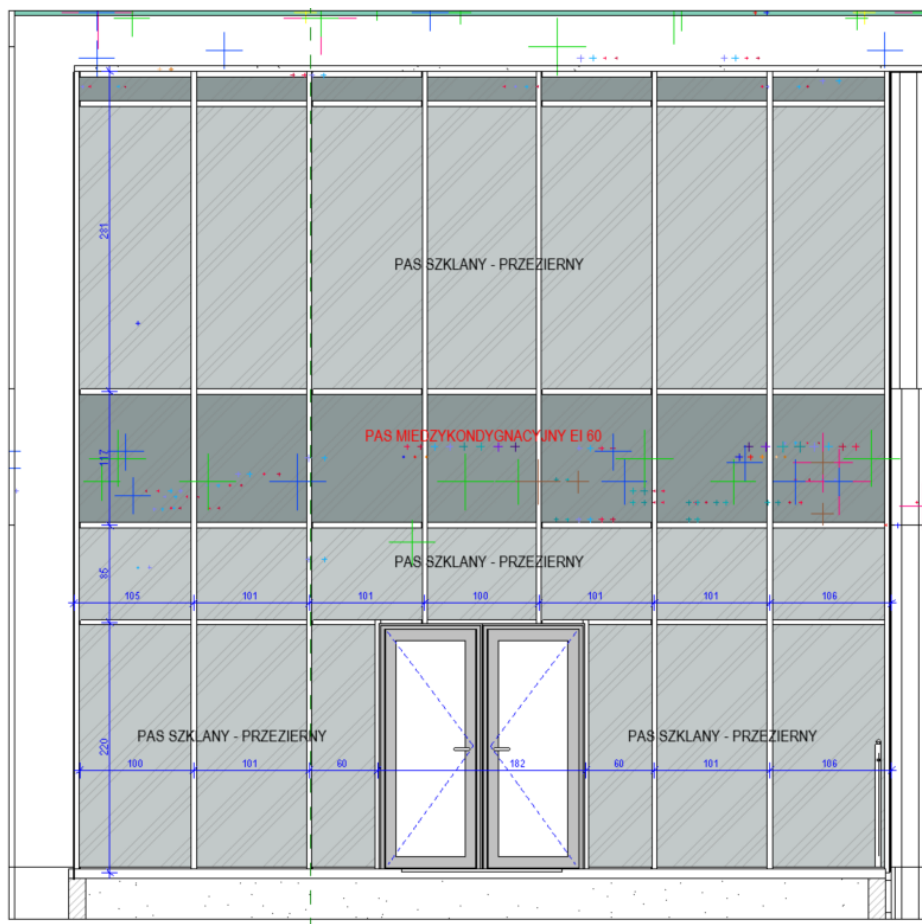 281
PAS SZKLANY - PRZEZIERNY
117
PAS MIEDZYKONDYGNACYJNY EI 60
85
PAS SZKLANY - PRZEZIERNY
105 101 101 100 101 101 106
220
PAS SZKLANY - PRZEZIERNY PAS SZKLANY - PRZEZIERNY
100 101 60 182 60 101 106